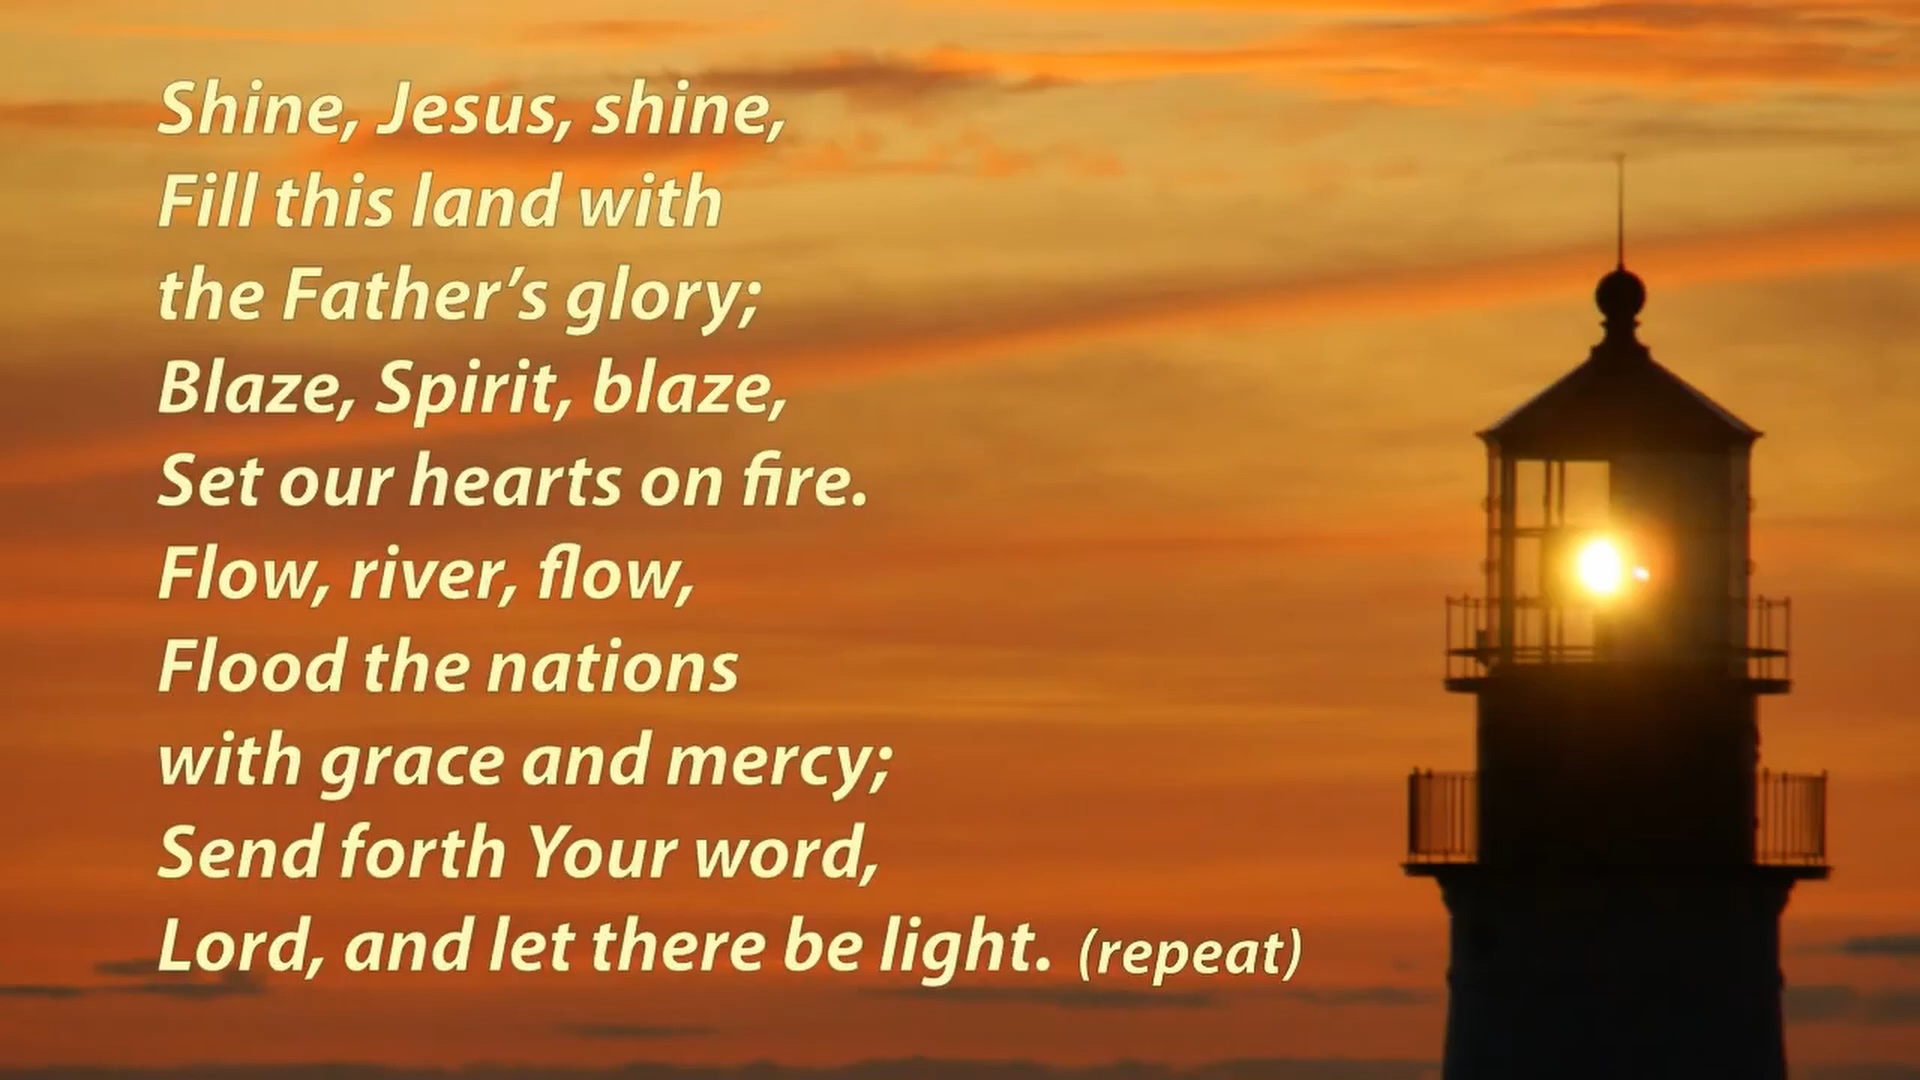 Shine, Jesus, shine,
Fill this land with
the Father’s glory;
Blaze, Spirit, blaze,
Set our hearts on fire.
Flow, river, flow,
Flood the nations
with grace and mercy;
Send forth Your word,
Lord, and let there be light. (repeat)